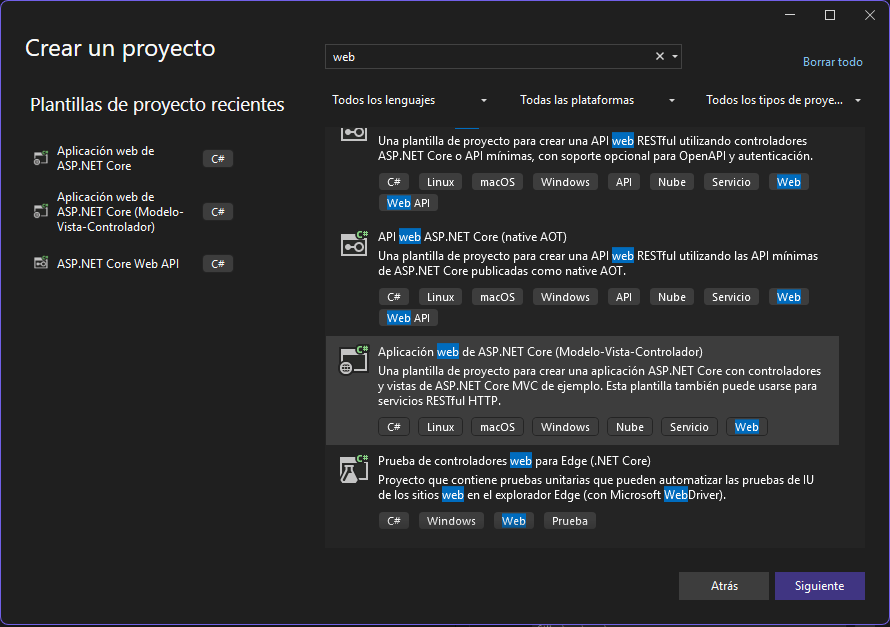 Crear un proyecto
web
Borrar todo
Plantillas de proyecto recientes
Todos los lenguajes
Todas las plataformas
Todos los tipos de proye...
Aplicación web de
ASP.NET Core
C#
Aplicación web de
ASP.NET Core (Modelo-
Vista-Controlador)
C#
ASP.NET Core Web API
C#
Una plantilla de proyecto para crear una API web RESTful utilizando controladores
ASP.NET Core o API mínimas, con soporte opcional para OpenAPI y autenticación.
C# Linux macOS Windows API Nube Servicio Web
Web API
C#
API web ASP.NET Core (native AOT)
Una plantilla de proyecto para crear una API web RESTful utilizando las API mínimas
de ASP.NET Core publicadas como native AOT.
C# Linux macOS Windows API Nube Servicio Web
Web API
C#
Aplicación web de ASP.NET Core (Modelo-Vista-Controlador)
Una plantilla de proyecto para crear una aplicación ASP.NET Core con controladores
y vistas de ASP.NET Core MVC de ejemplo. Esta plantilla también puede usarse para
servicios RESTful HTTP.
C# Linux macOS Windows Nube Servicio Web
C#
Prueba de controladores web para Edge (.NET Core)
Proyecto que contiene pruebas unitarias que pueden automatizar las pruebas de IU
de los sitios web en el explorador Edge (con Microsoft WebDriver).
C# Windows Web Prueba
Atrás
Siguiente